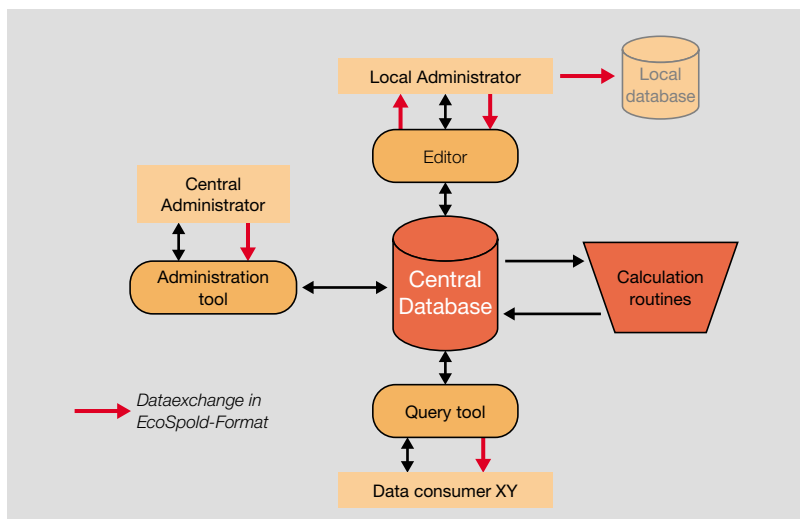 Local Administrator
Local
database
Editor
Central
Administrator
Administration
tool
Central
Database
Calculation
routines
Dataexchange in
EcoSpold-Format
Query tool
Data consumer XY